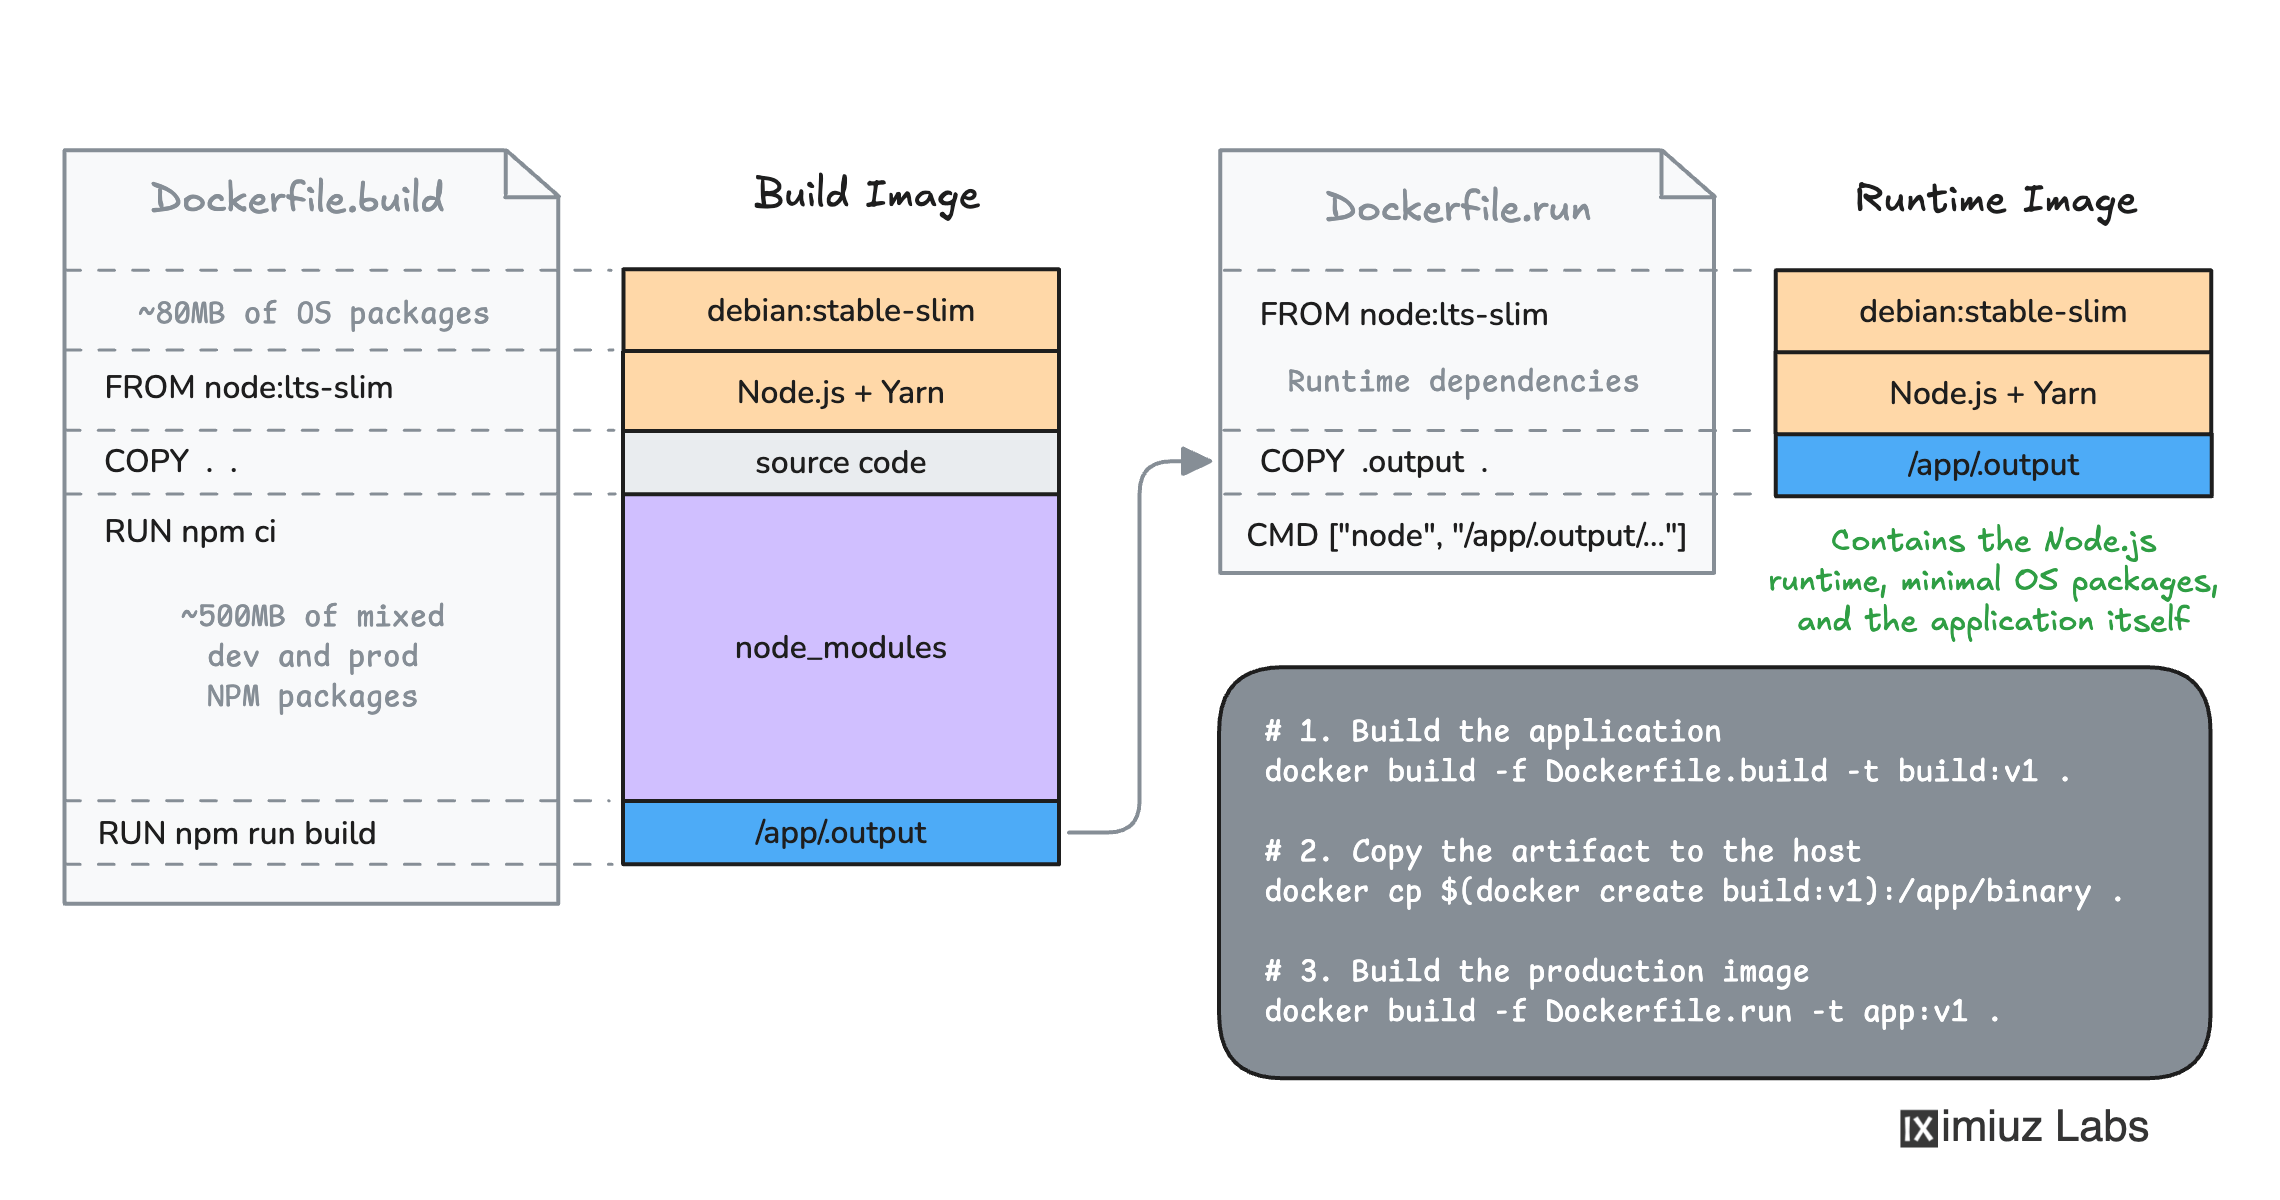 Dockerfile.build
~80MB of OS packages
FROM node:lts-slim
COPY . .
RUN npm ci
~500MB of mixed
dev and prod
NPM packages
RUN npm run build
Build Image
debian:stable-slim
Node.js + Yarn
source code
node_modules
/app/.output
Dockerfile.run
FROM node:lts-slim
Runtime dependencies
COPY .output .
CMD ["node", "/app/.output/..."]
Runtime Image
debian:stable-slim
Node.js + Yarn
/app/.output
Contains the Node.js
runtime, minimal OS packages,
and the application itself
# 1. Build the application
docker build -f Dockerfile.build -t build:v1 .
# 2. Copy the artifact to the host
docker cp $(docker create build:v1):/app/binary .
# 3. Build the production image
docker build -f Dockerfile.run -t app:v1 .
iximiuz Labs